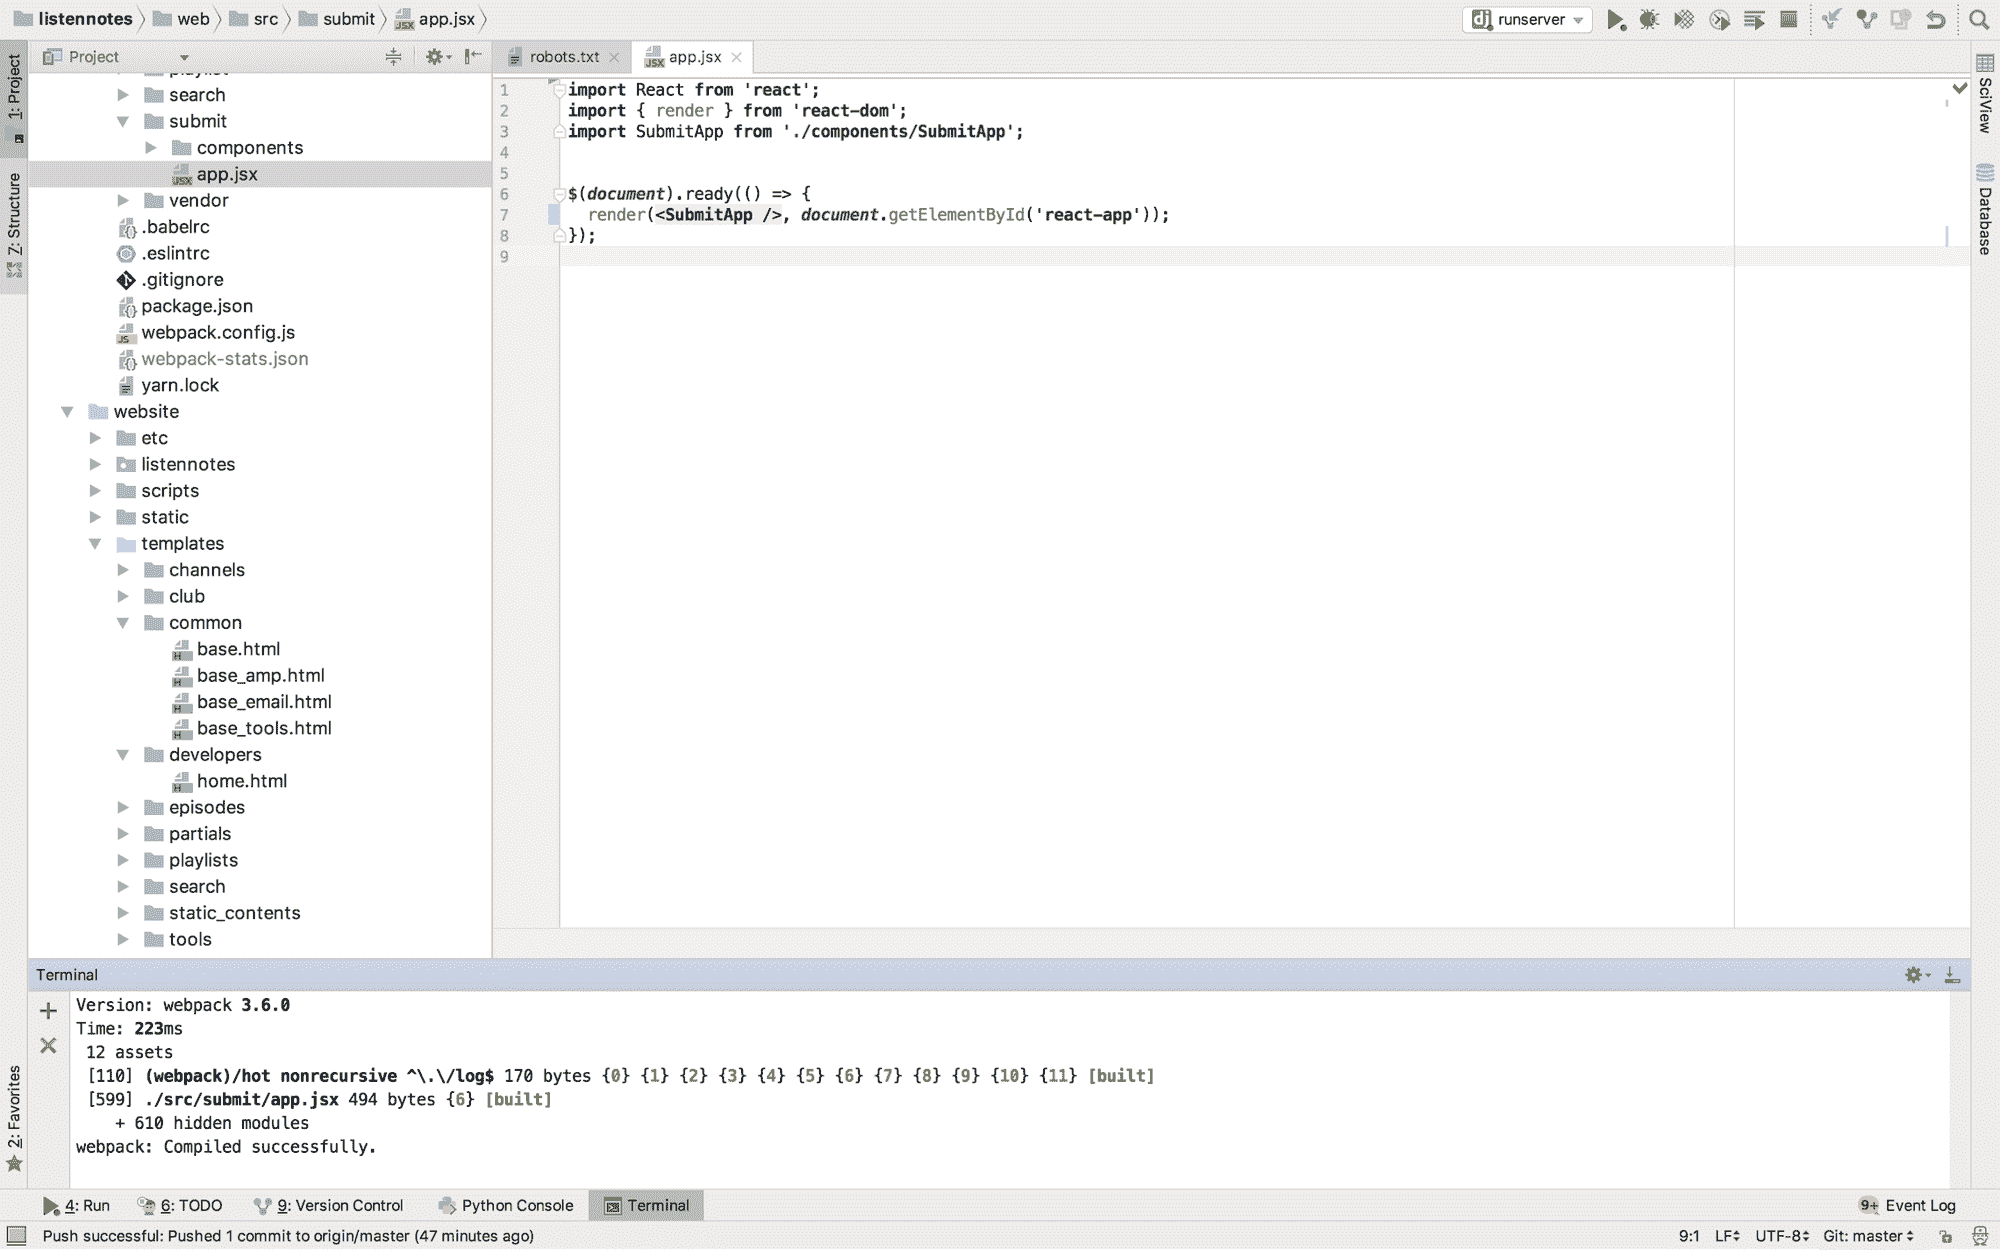 listennotes web src submit app.jsx runserver
1: Project
Z: Structure
2: Favorites
Project
search
submit
components
app.jsx
vendor
.babelrc
.eslintrc
.gitignore
package.json
webpack.config.js
webpack-stats.json
yarn.lock
website
etc
listennotes
scripts
static
templates
channels
club
common
base.html
base_amp.html
base_email.html
base_tools.html
developers
home.html
episodes
partials
playlists
search
static_contents
tools
robots.txt app.jsx
1 import React from 'react';
2 import { render } from 'react-dom';
3 import SubmitApp from './components/SubmitApp';
4
5
6 $(document).ready(() => {
7 render(<SubmitApp />, document.getElementById('react-app'));
8 });
9
SciView
Database
Terminal
Version: webpack 3.6.0
Time: 223ms
12 assets
[110] (webpack)/hot nonrecursive ^\.\/log$ 170 bytes {0} {1} {2} {3} {4} {5} {6} {7} {8} {9} {10} {11} [built]
[599] ./src/submit/app.jsx 494 bytes {6} [built]
+ 610 hidden modules
webpack: Compiled successfully.
4: Run 6: TODO 9: Version Control Python Console Terminal 9+ Event Log
Push successful: Pushed 1 commit to origin/master (47 minutes ago) 9:1 LF UTF-8 Git: master